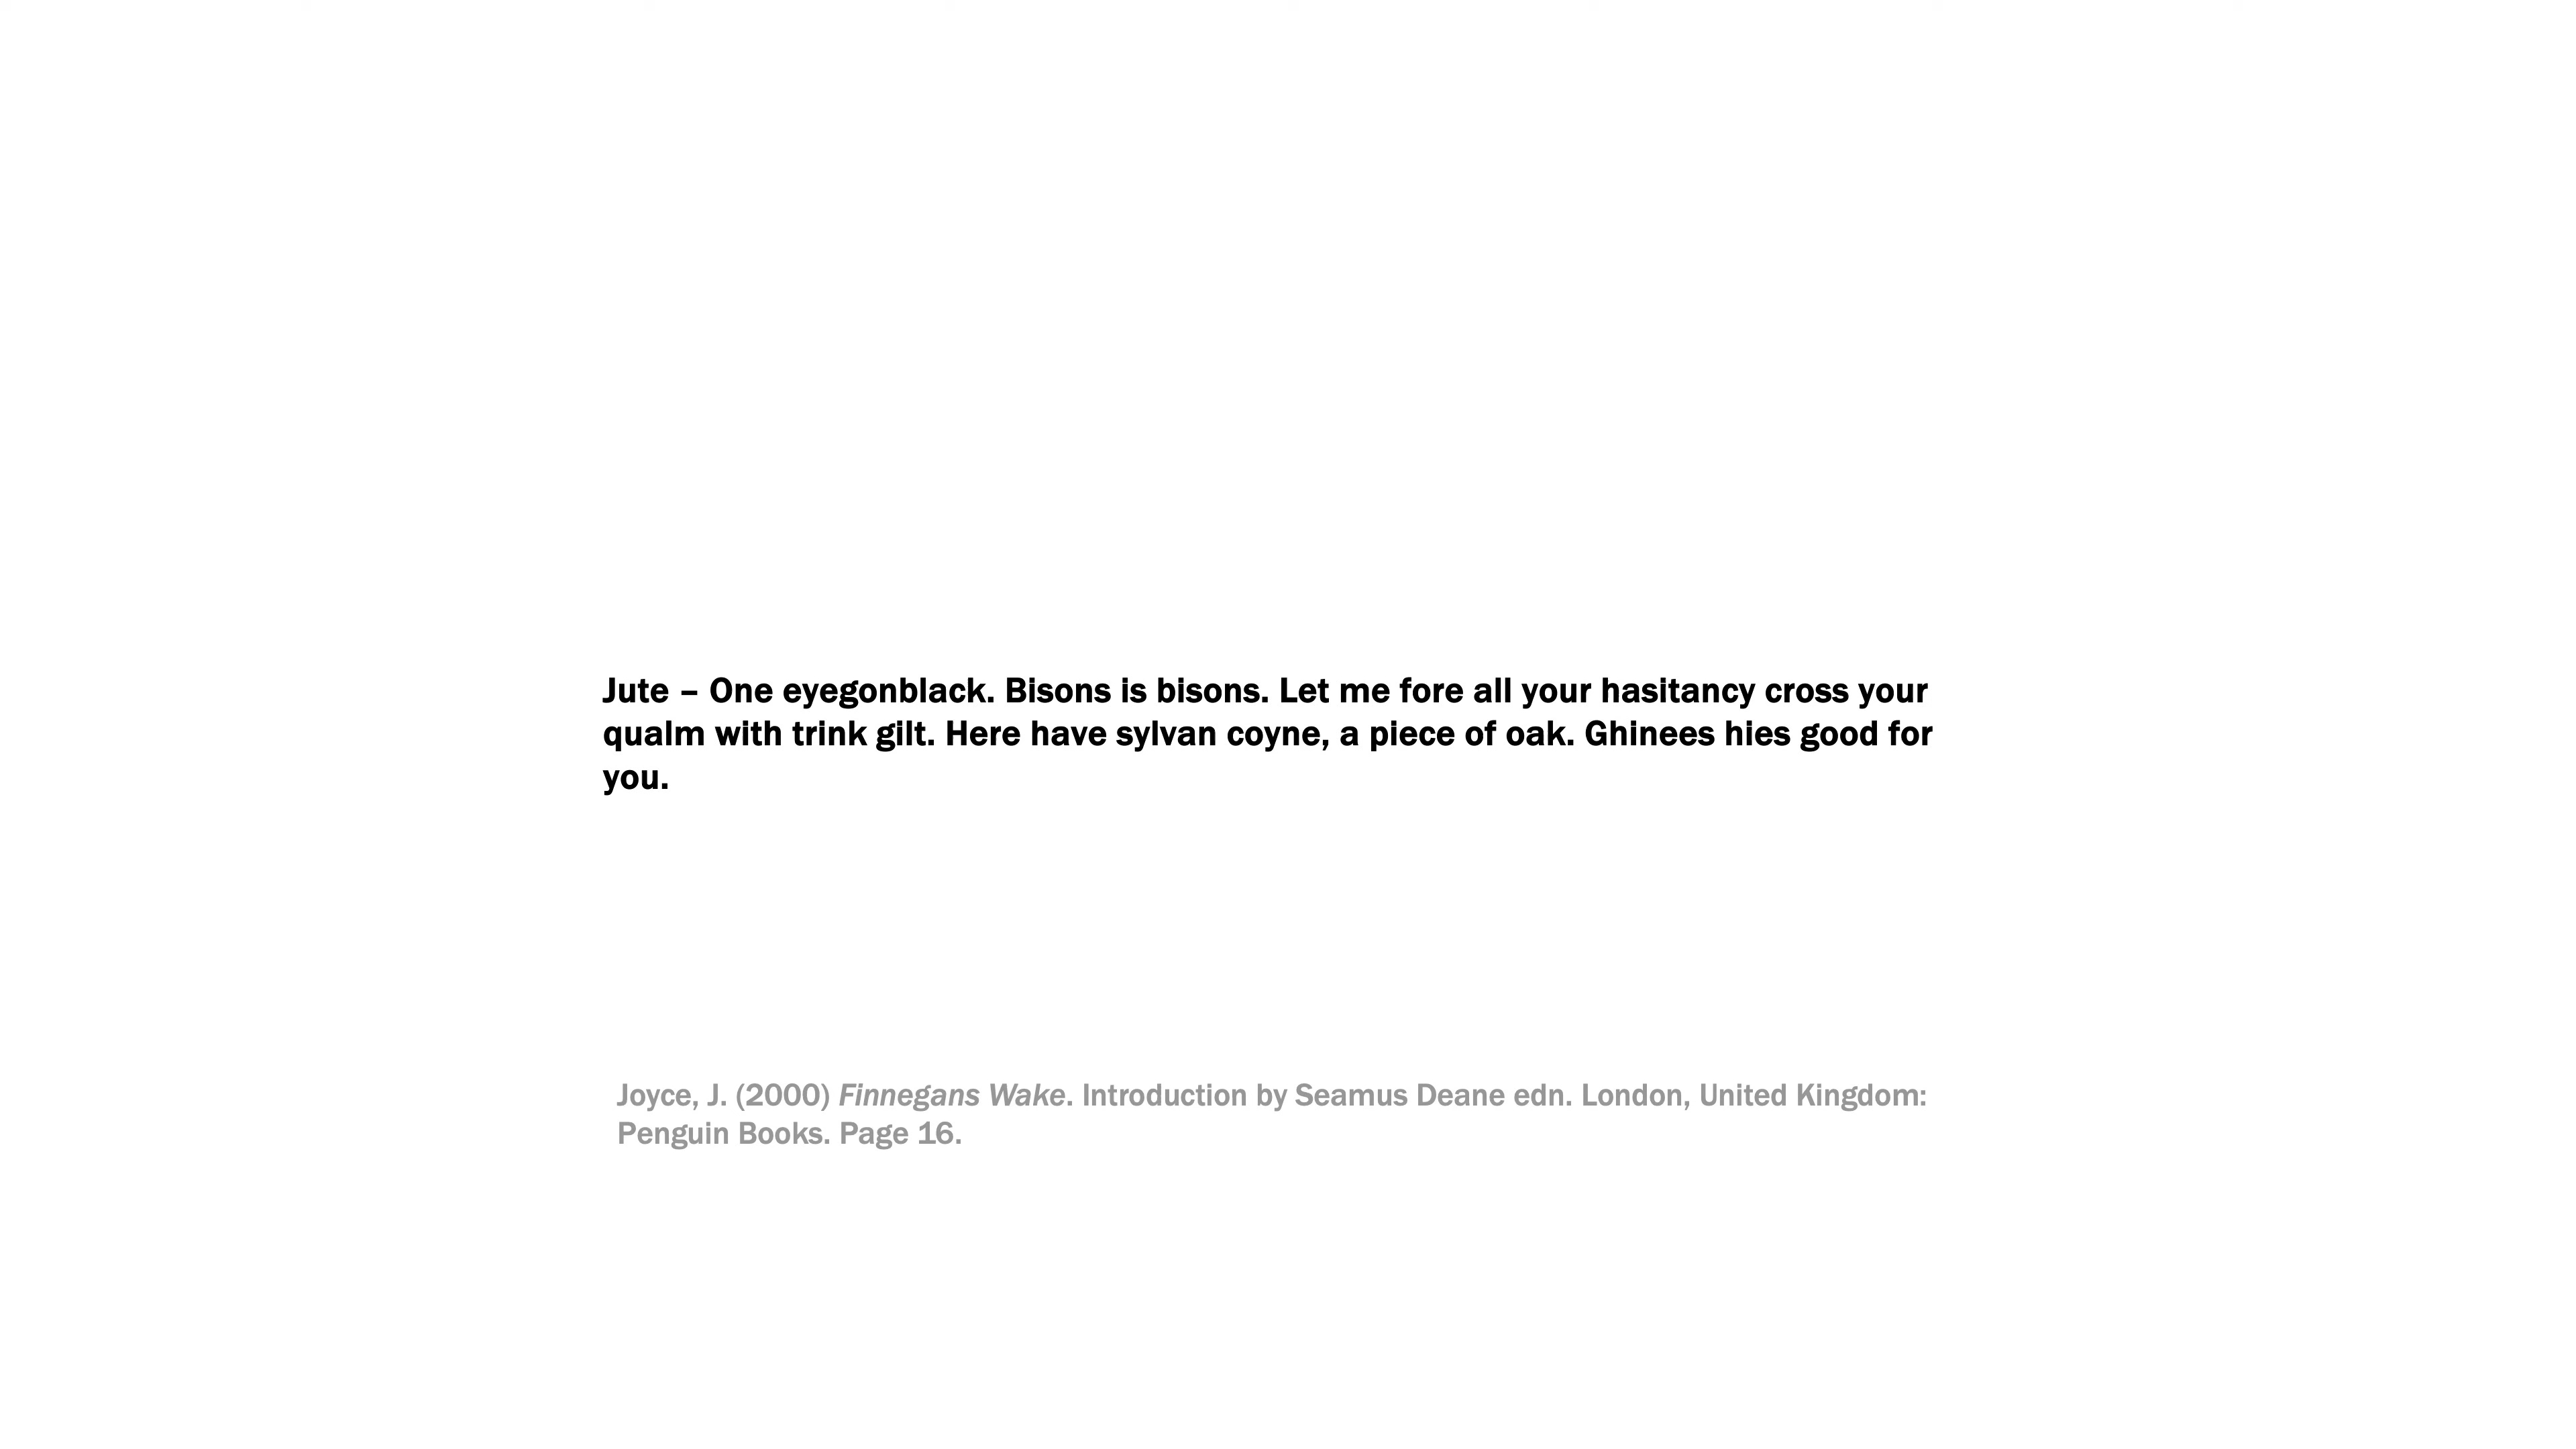 Jute – One eyegonblack. Bisons is bisons. Let me fore all your hasitancy cross your
qualm with trink gilt. Here have sylvan coyne, a piece of oak. Ghinees hies good for
you.
Joyce, J. (2000) Finnegans Wake. Introduction by Seamus Deane edn. London, United Kingdom:
Penguin Books. Page 16.